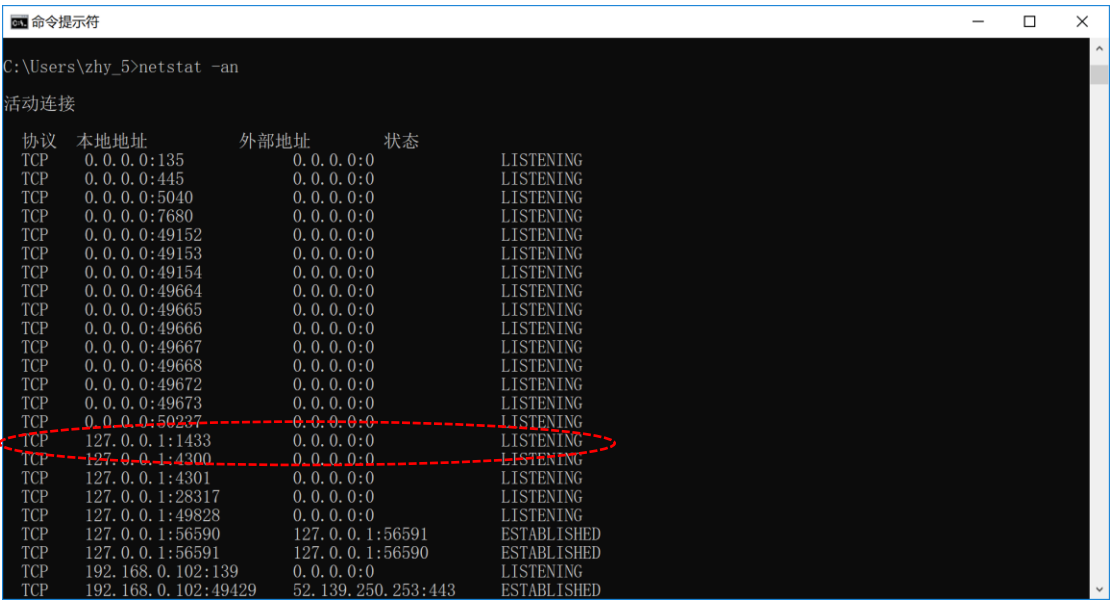 命令提示符
C:\Users\zhy_5>netstat -an
活动连接
协议 本地地址 外部地址 状态
TCP 0.0.0.0:135 0.0.0.0:0 LISTENING
TCP 0.0.0.0:445 0.0.0.0:0 LISTENING
TCP 0.0.0.0:5040 0.0.0.0:0 LISTENING
TCP 0.0.0.0:7680 0.0.0.0:0 LISTENING
TCP 0.0.0.0:49152 0.0.0.0:0 LISTENING
TCP 0.0.0.0:49153 0.0.0.0:0 LISTENING
TCP 0.0.0.0:49154 0.0.0.0:0 LISTENING
TCP 0.0.0.0:49664 0.0.0.0:0 LISTENING
TCP 0.0.0.0:49665 0.0.0.0:0 LISTENING
TCP 0.0.0.0:49666 0.0.0.0:0 LISTENING
TCP 0.0.0.0:49667 0.0.0.0:0 LISTENING
TCP 0.0.0.0:49668 0.0.0.0:0 LISTENING
TCP 0.0.0.0:49672 0.0.0.0:0 LISTENING
TCP 0.0.0.0:49673 0.0.0.0:0 LISTENING
TCP 0.0.0.0:50237 0.0.0.0:0 LISTENING
TCP 127.0.0.1:1433 0.0.0.0:0 LISTENING
TCP 127.0.0.1:4300 0.0.0.0:0 LISTENING
TCP 127.0.0.1:4301 0.0.0.0:0 LISTENING
TCP 127.0.0.1:28317 0.0.0.0:0 LISTENING
TCP 127.0.0.1:49828 0.0.0.0:0 LISTENING
TCP 127.0.0.1:56590 127.0.0.1:56591 ESTABLISHED
TCP 127.0.0.1:56591 127.0.0.1:56590 ESTABLISHED
TCP 192.168.0.102:139 0.0.0.0:0 LISTENING
TCP 192.168.0.102:49429 52.139.250.253:443 ESTABLISHED